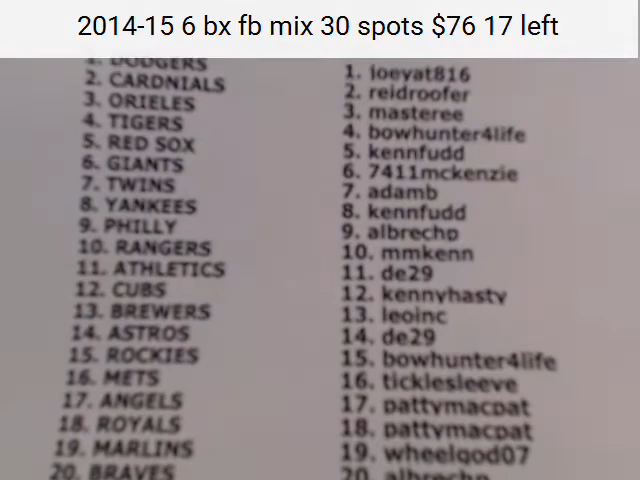 2014-15 6 bx fb mix 30 spots $76 17 left
1. DODGERS
2. CARDNIALS
3. ORIELES
4. TIGERS
5. RED SOX
6. GIANTS
7. TWINS
8. YANKEES
9. PHILLY
10. RANGERS
11. ATHLETICS
12. CUBS
13. BREWERS
14. ASTROS
15. ROCKIES
16. METS
17. ANGELS
18. ROYALS
19. MARLINS
20. BRAVES
1. joeyat816
2. reidroofer
3. masteree
4. bowhunter4life
5. kennfudd
6. 7411mckenzie
7. adamb
8. kennfudd
9. albrechp
10. mmkenn
11. de29
12. kennyhasty
13. leoinc
14. de29
15. bowhunter4life
16. ticklesleeve
17. pattymacpat
18. pattymacpat
19. wheelgod07
20. albrechp